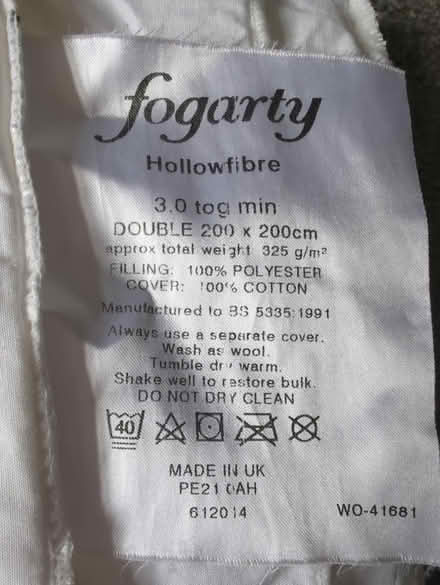 fogarty
Hollowfibre
3.0 tog min
DOUBLE 200 x 200cm
approx total weight 325 g/m²
FILLING: 100% POLYESTER
COVER: 100% COTTON
Manufactured to BS 5335:1991
Always use a separate cover.
Wash as wool.
Tumble dry warm.
Shake well to restore bulk.
DO NOT DRY CLEAN
40
MADE IN UK
PE21 0AH
612014 WO-41681